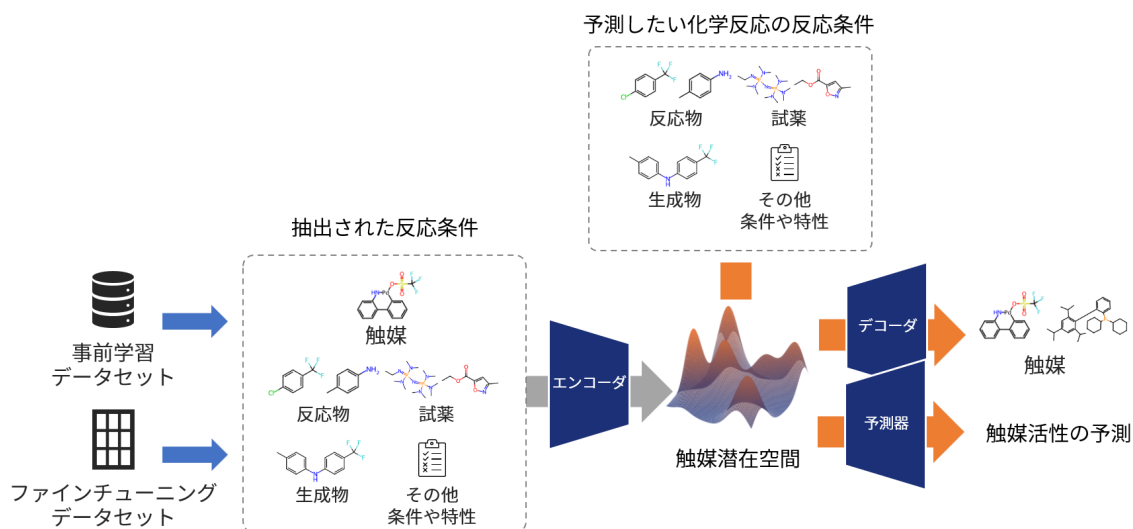 予測したい化学反応の反応条件
反応物
試薬
生成物
その他
条件や特性
抽出された反応条件
触媒
反応物
試薬
生成物
その他
条件や特性
事前学習
データセット
ファインチューニング
データセット
エンコーダ
触媒潜在空間
デコーダ
予測器
触媒
触媒活性の予測